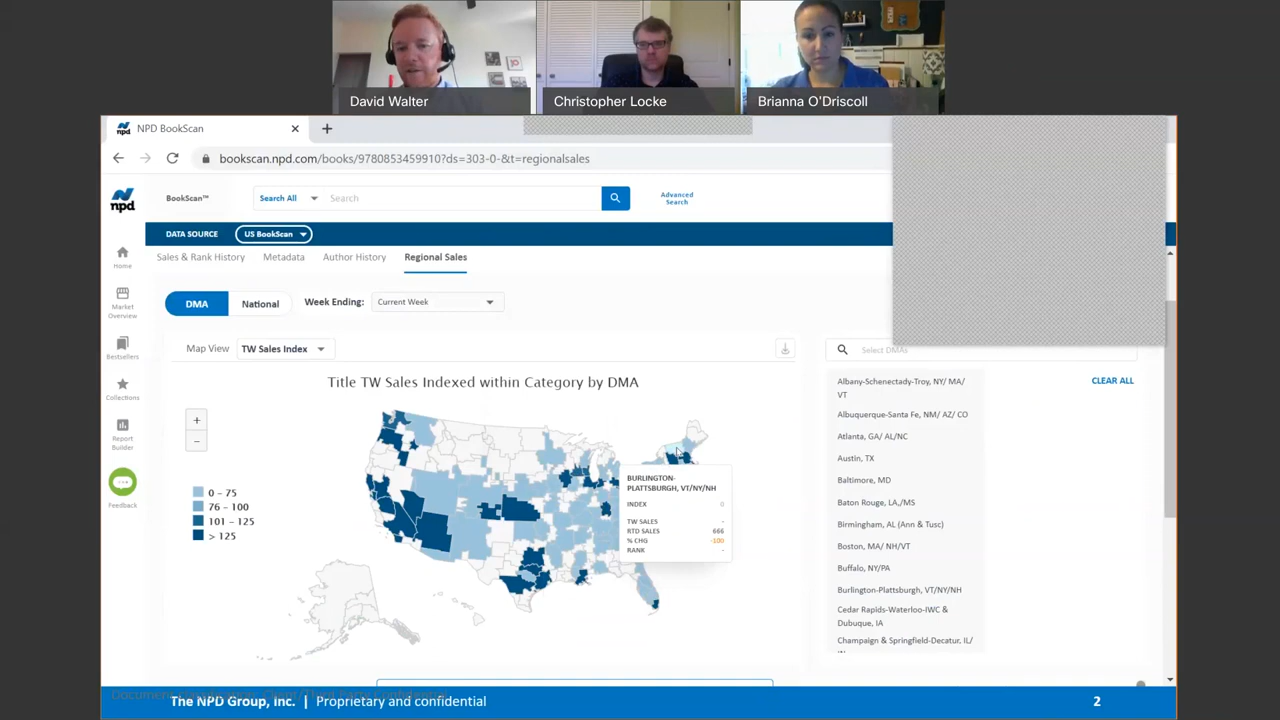 David Walter
Christopher Locke
Brianna O'Driscoll
npd
NPD BookScan
bookscan.npd.com/books/9780853459910?ds=303-0-&t=regionalsales
npd
BookScan™
Search All
Search
Advanced
Search
DATA SOURCE
US BookScan
Home
Sales & Rank History
Metadata
Author History
Regional Sales
Market
Overview
DMA
National
Week Ending:
Current Week
Bestsellers
Map View
TW Sales Index
Select DMAs
Collections
Title TW Sales Indexed within Category by DMA
Albany-Schenectady-Troy, NY/ MA/
VT
CLEAR ALL
Albuquerque-Santa Fe, NM/ AZ/ CO
Atlanta, GA/ AL/NC
Austin, TX
Baltimore, MD
Baton Rouge, LA,/MS
Birmingham, AL (Ann & Tusc)
Boston, MA/ NH/VT
Buffalo, NY/PA
Burlington-Plattsburgh, VT/NY/NH
Cedar Rapids-Waterloo-IWC &
Dubuque, IA
Champaign & Springfield-Decatur, IL/
+
–
Report
Builder
Feedback
0 - 75
76 - 100
101 - 125
> 125
BURLINGTON-
PLATTSBURGH, VT/NY/NH
INDEX 0
TW SALES -
RTD SALES 666
% CHG -100
RANK -
The NPD Group, Inc. | Proprietary and confidential
2